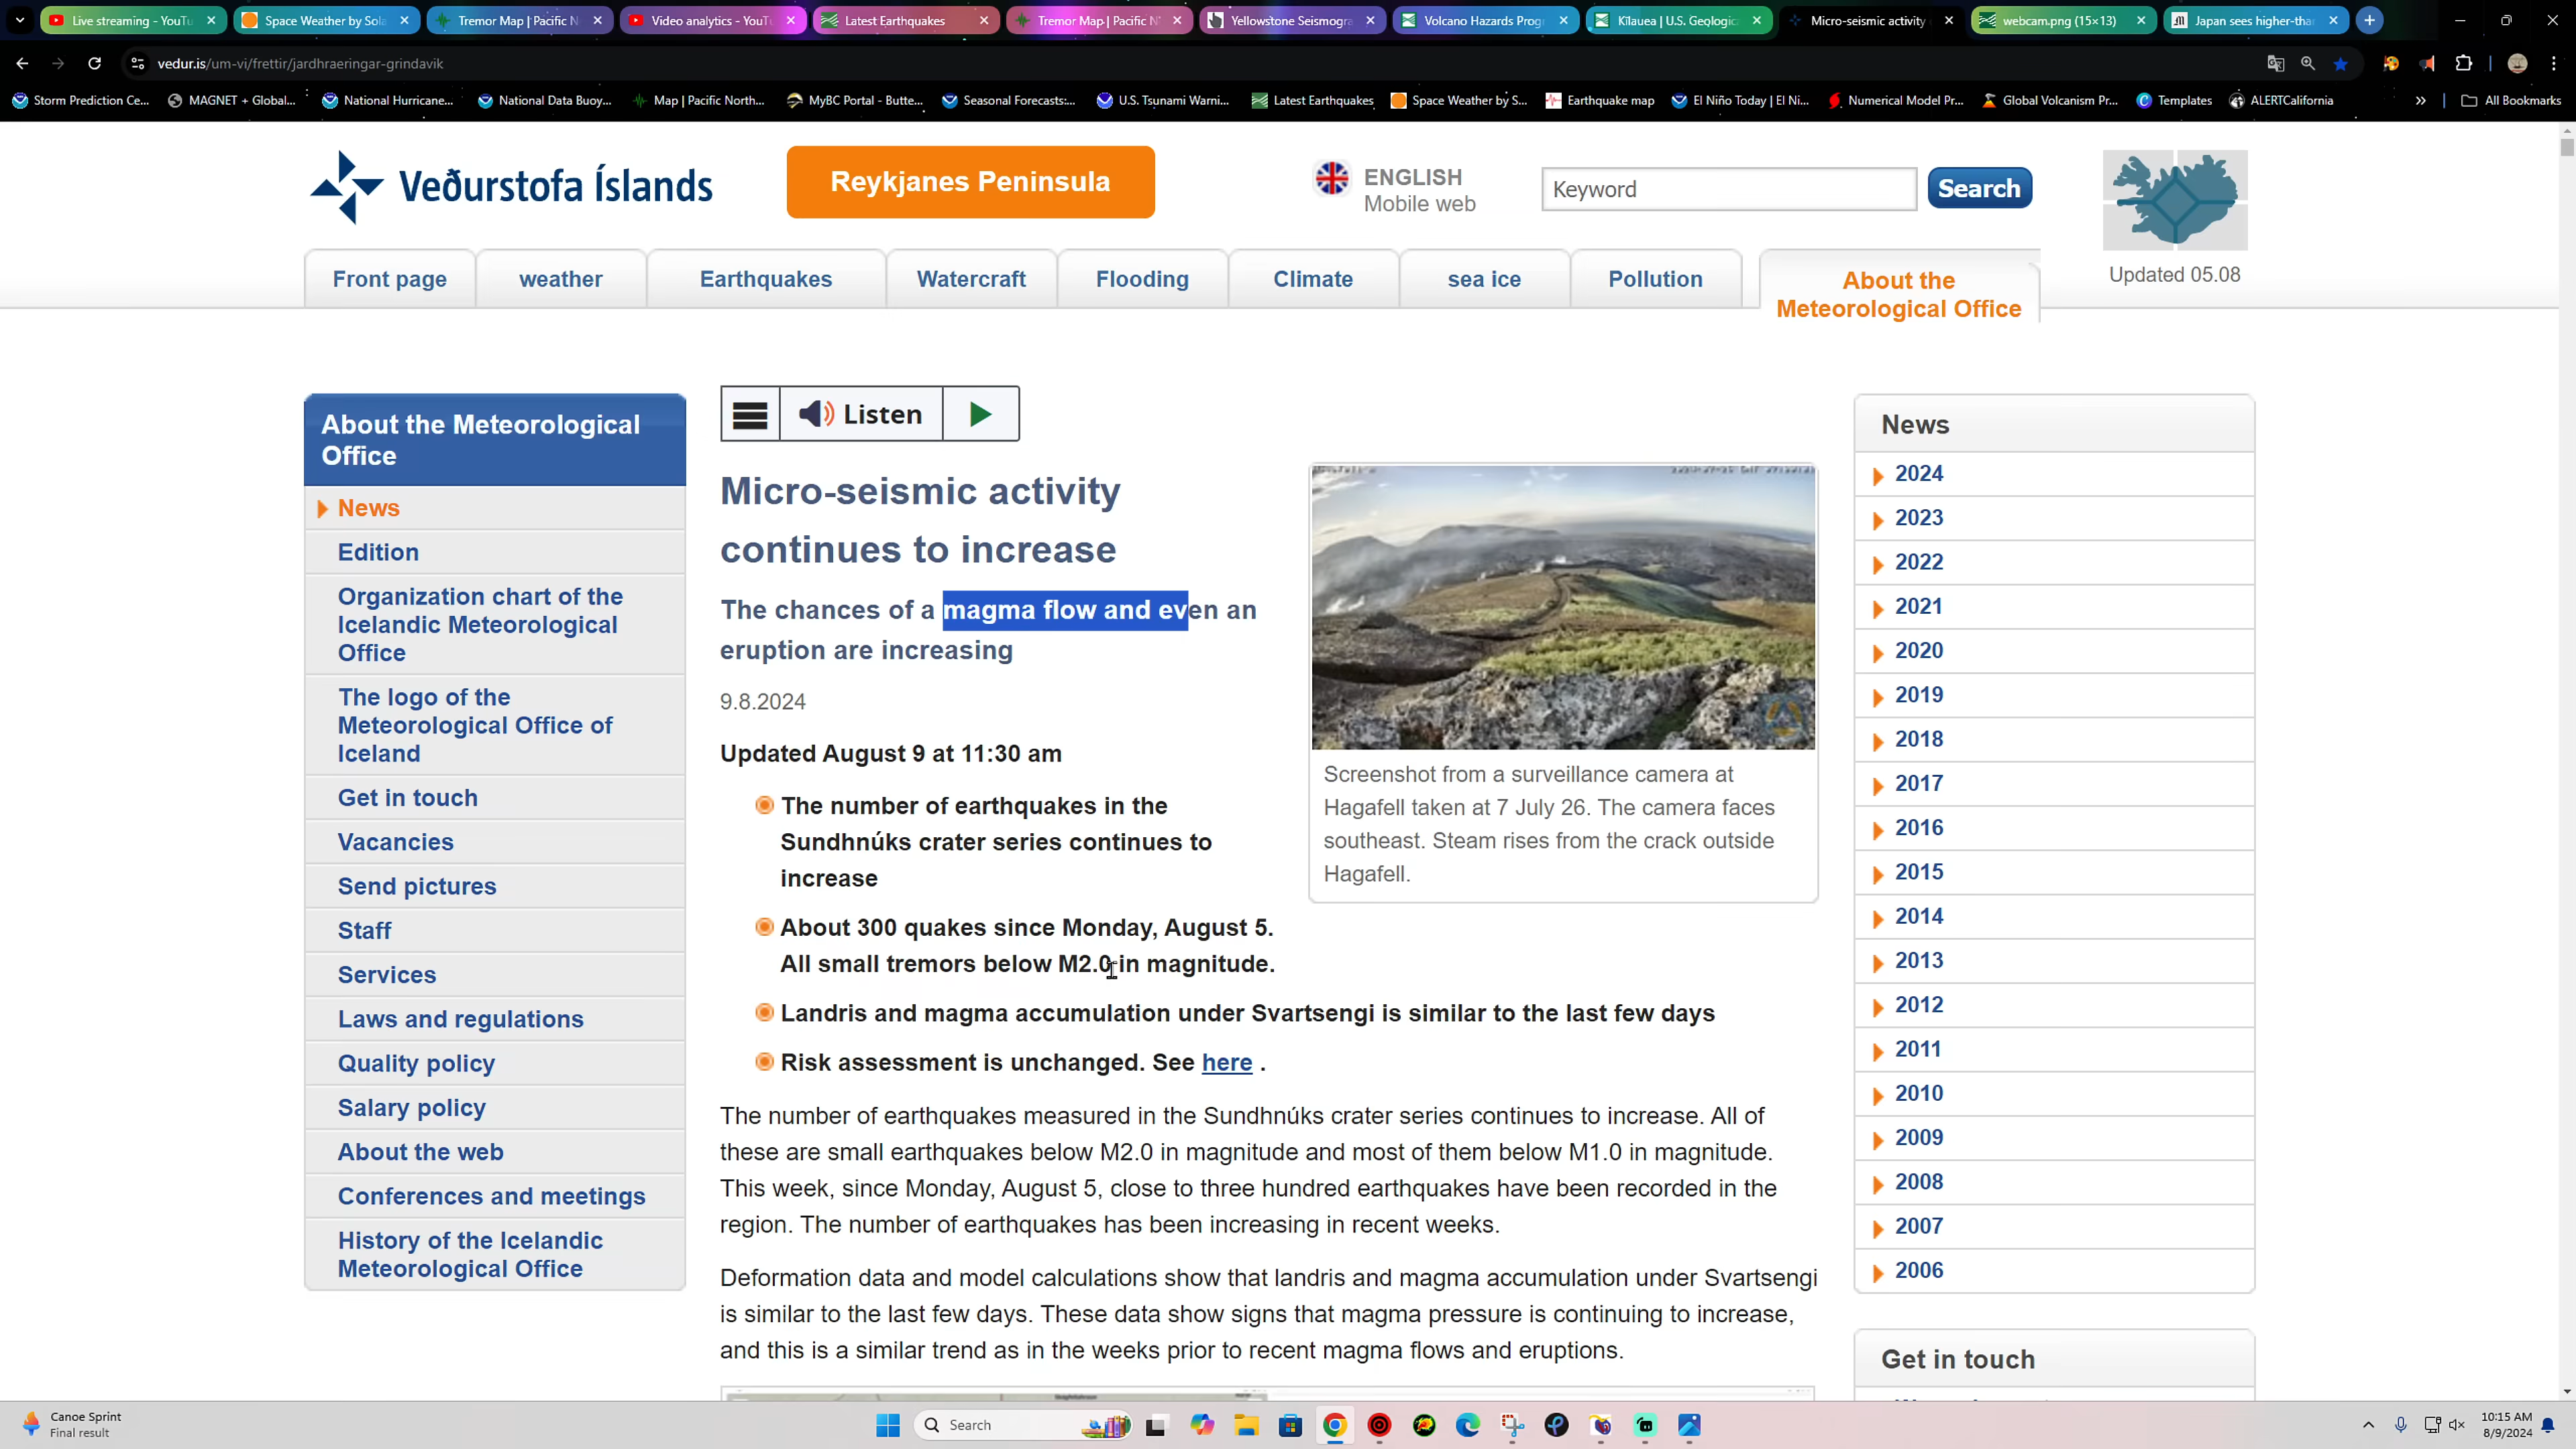 Live streaming - YouTu
Space Weather by Sola
Tremor Map | Pacific N
Video analytics - YouTu
Latest Earthquakes
Tremor Map | Pacific N
Yellowstone Seismogra
Volcano Hazards Prog
Kīlauea | U.S. Geologica
Micro-seismic activity
webcam.png (15×13)
Japan sees higher-than
vedur.is/um-vi/frettir/jardhraeringar-grindavik
Storm Prediction Ce...
MAGNET + Global...
National Hurricane...
National Data Buoy...
Map | Pacific North...
MyBC Portal - Butte...
Seasonal Forecasts:...
U.S. Tsunami Warni...
Latest Earthquakes
Space Weather by S...
Earthquake map
El Niño Today | El Ni...
Numerical Model Pr...
Global Volcanism Pr...
Templates
ALERTCalifornia
All Bookmarks
Veðurstofa Íslands
Reykjanes Peninsula
ENGLISH
Mobile web
Keyword
Search
Updated 05.08
Front page
weather
Earthquakes
Watercraft
Flooding
Climate
sea ice
Pollution
About the
Meteorological Office
About the Meteorological
Office
News
Edition
Organization chart of the
Icelandic Meteorological
Office
The logo of the
Meteorological Office of
Iceland
Get in touch
Vacancies
Send pictures
Staff
Services
Laws and regulations
Quality policy
Salary policy
About the web
Conferences and meetings
History of the Icelandic
Meteorological Office
Listen
Micro-seismic activity
continues to increase
The chances of a magma flow and even an
eruption are increasing
9.8.2024
Updated August 9 at 11:30 am
The number of earthquakes in the
Sundhnúks crater series continues to
increase
About 300 quakes since Monday, August 5.
All small tremors below M2.0 in magnitude.
Landris and magma accumulation under Svartsengi is similar to the last few days
Risk assessment is unchanged. See here .
Screenshot from a surveillance camera at
Hagafell taken at 7 July 26. The camera faces
southeast. Steam rises from the crack outside
Hagafell.
The number of earthquakes measured in the Sundhnúks crater series continues to increase. All of
these are small earthquakes below M2.0 in magnitude and most of them below M1.0 in magnitude.
This week, since Monday, August 5, close to three hundred earthquakes have been recorded in the
region. The number of earthquakes has been increasing in recent weeks.
Deformation data and model calculations show that landris and magma accumulation under Svartsengi
is similar to the last few days. These data show signs that magma pressure is continuing to increase,
and this is a similar trend as in the weeks prior to recent magma flows and eruptions.
News
2024
2023
2022
2021
2020
2019
2018
2017
2016
2015
2014
2013
2012
2011
2010
2009
2008
2007
2006
Get in touch
Canoe Sprint
Final result
Search
10:15 AM
8/9/2024